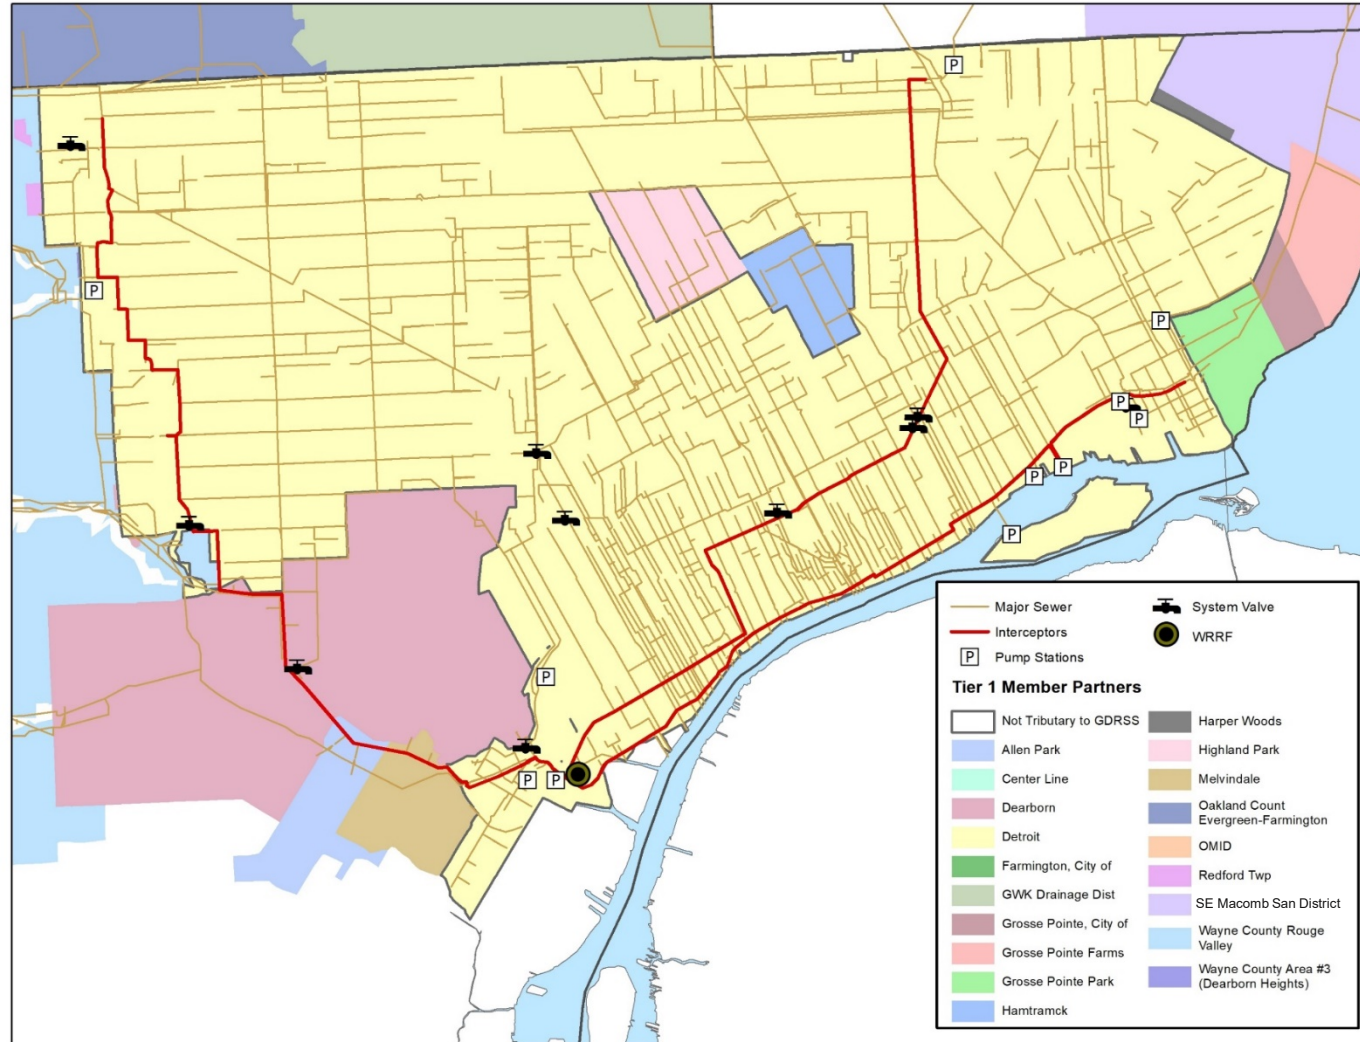 P
P
P
P
P
P
P
P
P
P
P
Major Sewer
System Valve
Interceptors
WRRF
P Pump Stations
Tier 1 Member Partners
Not Tributary to GDRSS
Harper Woods
Allen Park
Highland Park
Center Line
Melvindale
Dearborn
Oakland Count
Evergreen-Farmington
Detroit
OMID
Farmington, City of
Redford Twp
GWK Drainage Dist
SE Macomb San District
Grosse Pointe, City of
Wayne County Rouge
Valley
Grosse Pointe Farms
Grosse Pointe Park
Wayne County Area #3
(Dearborn Heights)
Hamtramck